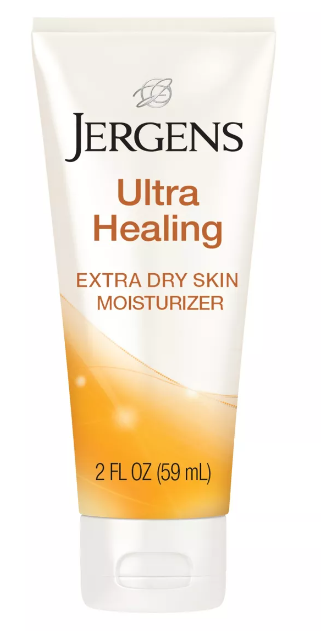 JERGENS
Ultra
Healing
EXTRA DRY SKIN
MOISTURIZER
2 FL OZ (59 mL)